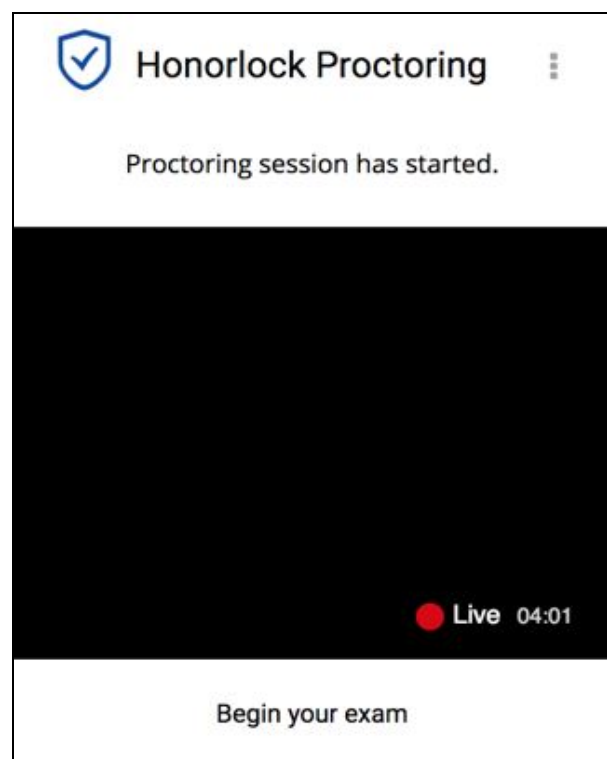 Honorlock Proctoring
Proctoring session has started.
Live 04:01
Begin your exam